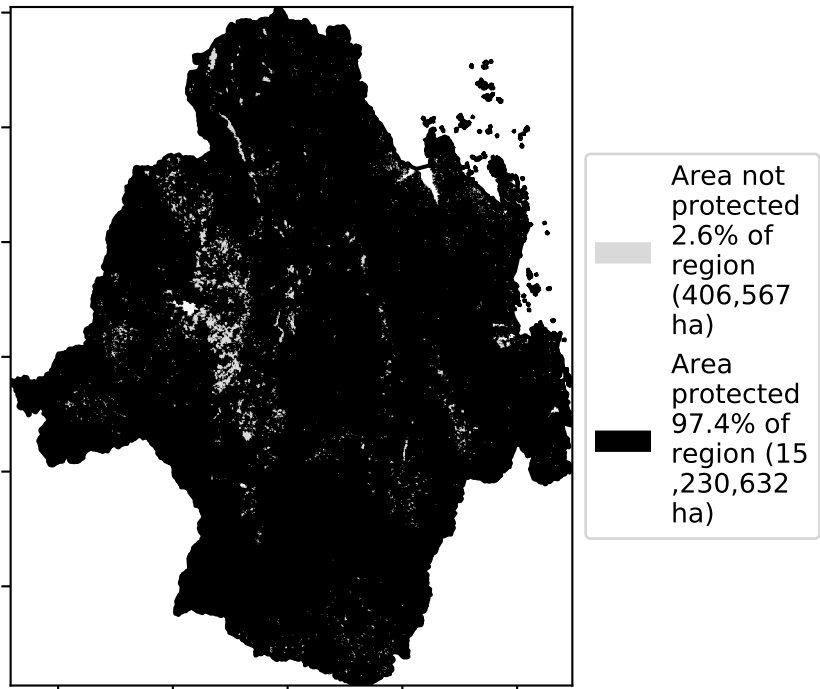 Area not
protected
2.6% of
region
(406,567
ha)
Area
protected
97.4% of
region (15
,230,632
ha)